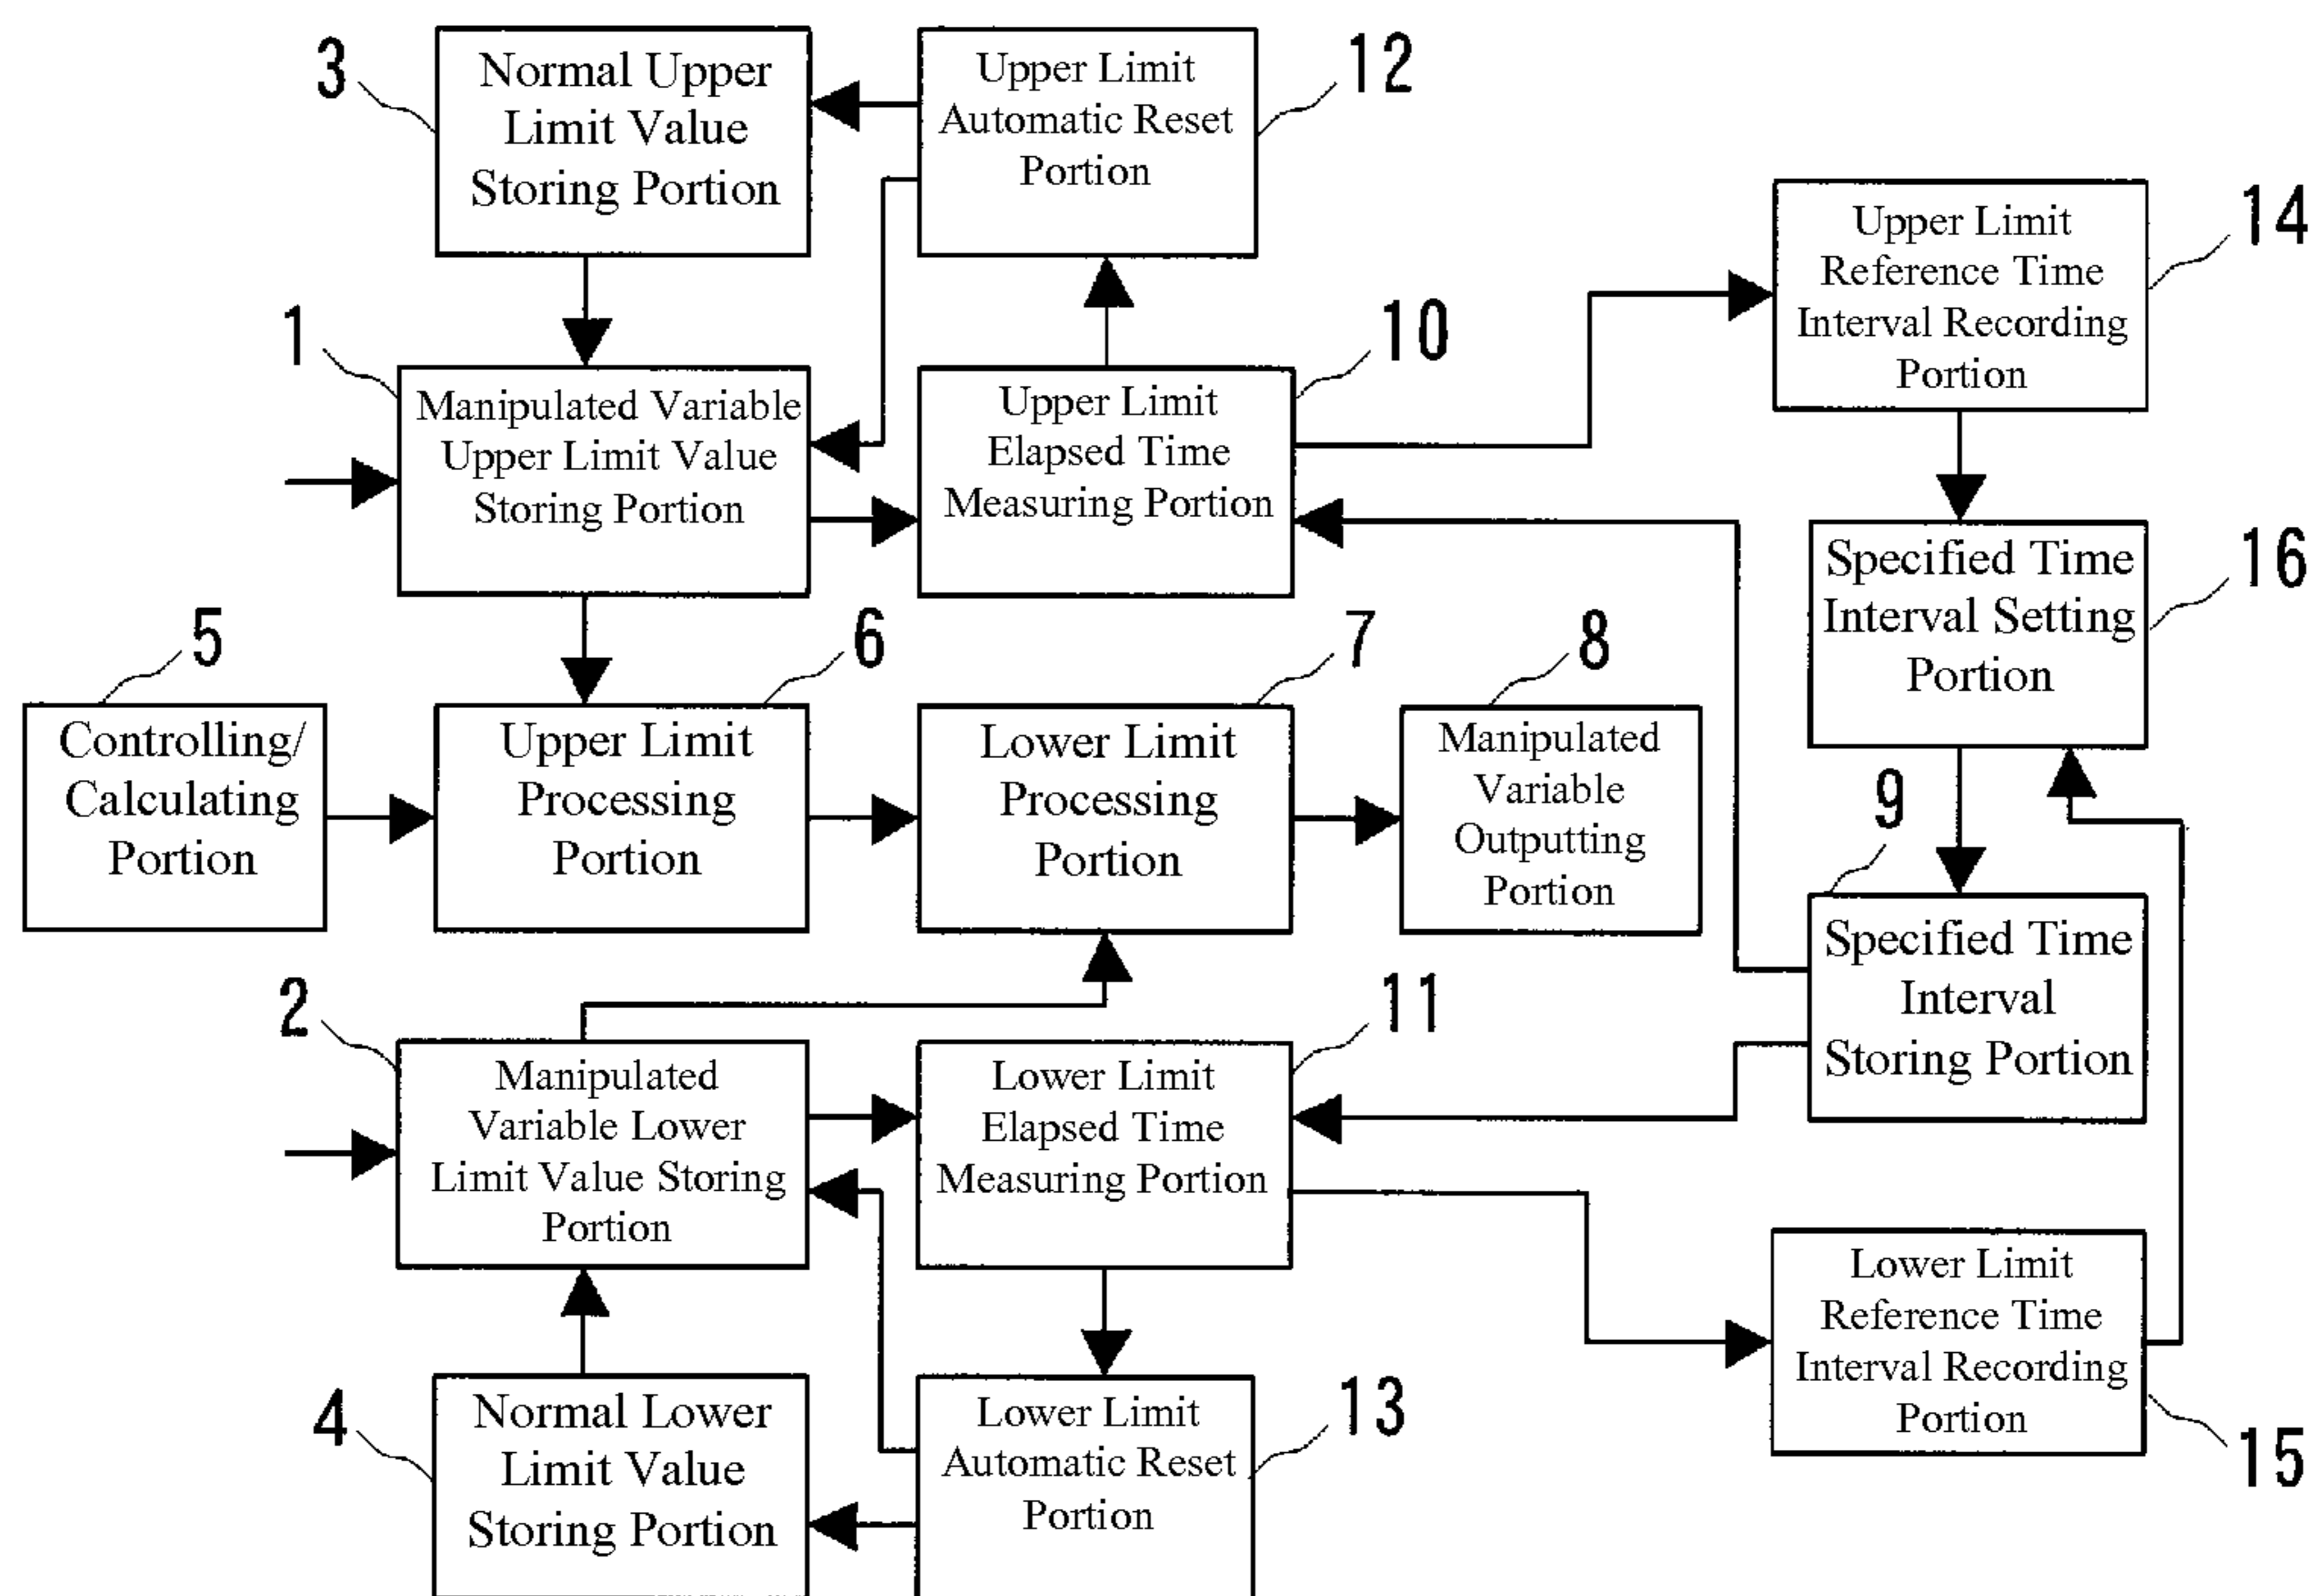 3
Normal Upper
Limit Value
Storing Portion
Upper Limit
Automatic Reset
Portion
12
Upper Limit
Reference Time
Interval Recording
Portion
14
1
Manipulated Variable
Upper Limit Value
Storing Portion
Upper Limit
Elapsed Time
Measuring Portion
10
Specified Time
Interval Setting
Portion
16
5
Controlling/
Calculating
Portion
6
Upper Limit
Processing
Portion
7
Lower Limit
Processing
Portion
8
Manipulated
Variable
Outputting
Portion
9
Specified Time
Interval
Storing Portion
2
Manipulated
Variable Lower
Limit Value Storing
Portion
11
Lower Limit
Elapsed Time
Measuring Portion
Lower Limit
Reference Time
Interval Recording
Portion
15
4
Normal Lower
Limit Value
Storing Portion
Lower Limit
Automatic Reset
Portion
13